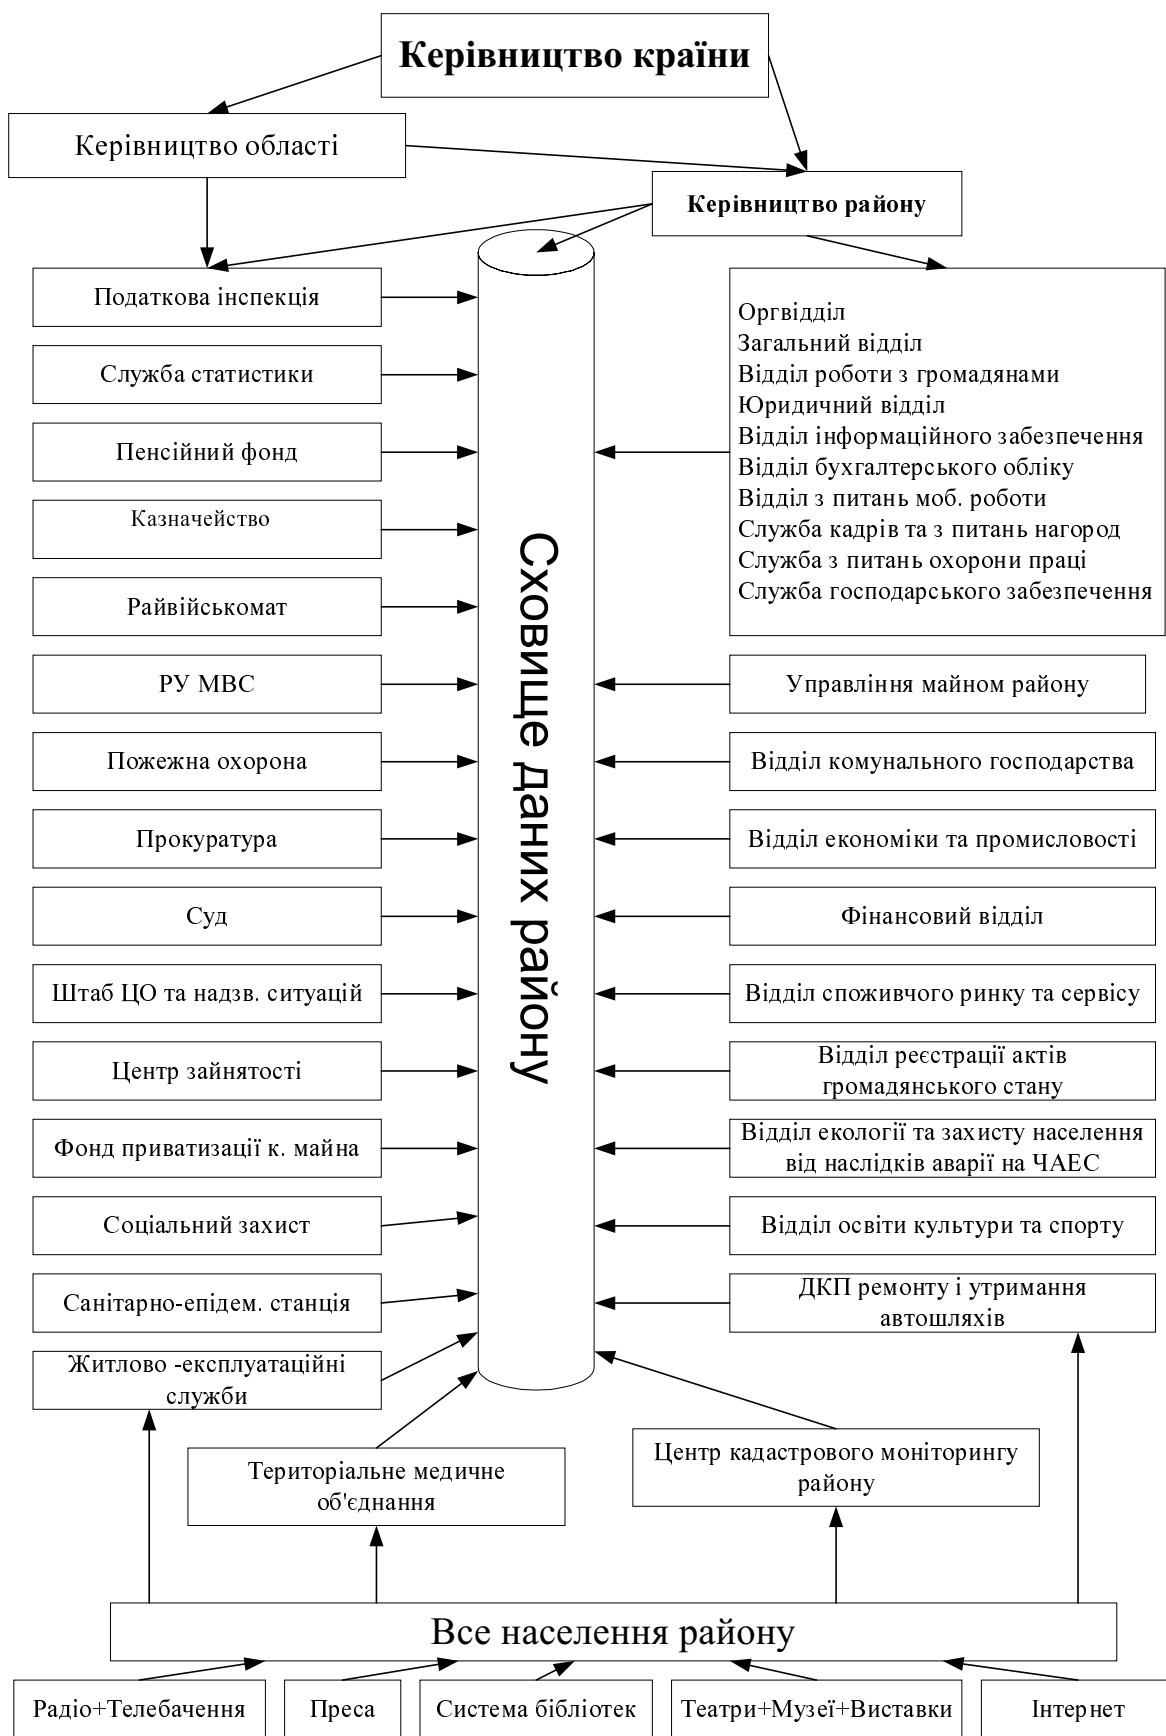 Керівництво країни
Керівництво області
Керівництво району
Податкова інспекція
Служба статистики
Пенсійний фонд
Казначейство
Райвійськомат
РУ МВС
Пожежна охорона
Прокуратура
Суд
Штаб ЦО та надзв. ситуацій
Центр зайнятості
Фонд приватизації к. майна
Соціальний захист
Санітарно-епідем. станція
Житлово -експлуатаційні
служби
Сховище даних району
Оргвідділ
Загальний відділ
Відділ роботи з громадянами
Юридичний відділ
Відділ інформаційного забезпечення
Відділ бухгалтерського обліку
Відділ з питань моб. роботи
Служба кадрів та з питань нагород
Служба з питань охорони праці
Служба господарського забезпечення
Управління майном району
Відділ комунального господарства
Відділ економіки та промисловості
Фінансовий відділ
Відділ споживчого ринку та сервісу
Відділ реєстрації актів
громадянського стану
Відділ екології та захисту населення
від наслідків аварії на ЧАЕС
Відділ освіти культури та спорту
ДКП ремонту і утримання
автошляхів
Територіальне медичне
об'єднання
Центр кадастрового моніторингу
району
Все населення району
Радіо+Телебачення
Преса
Система бібліотек
Театри+Музеї+Виставки
Інтернет